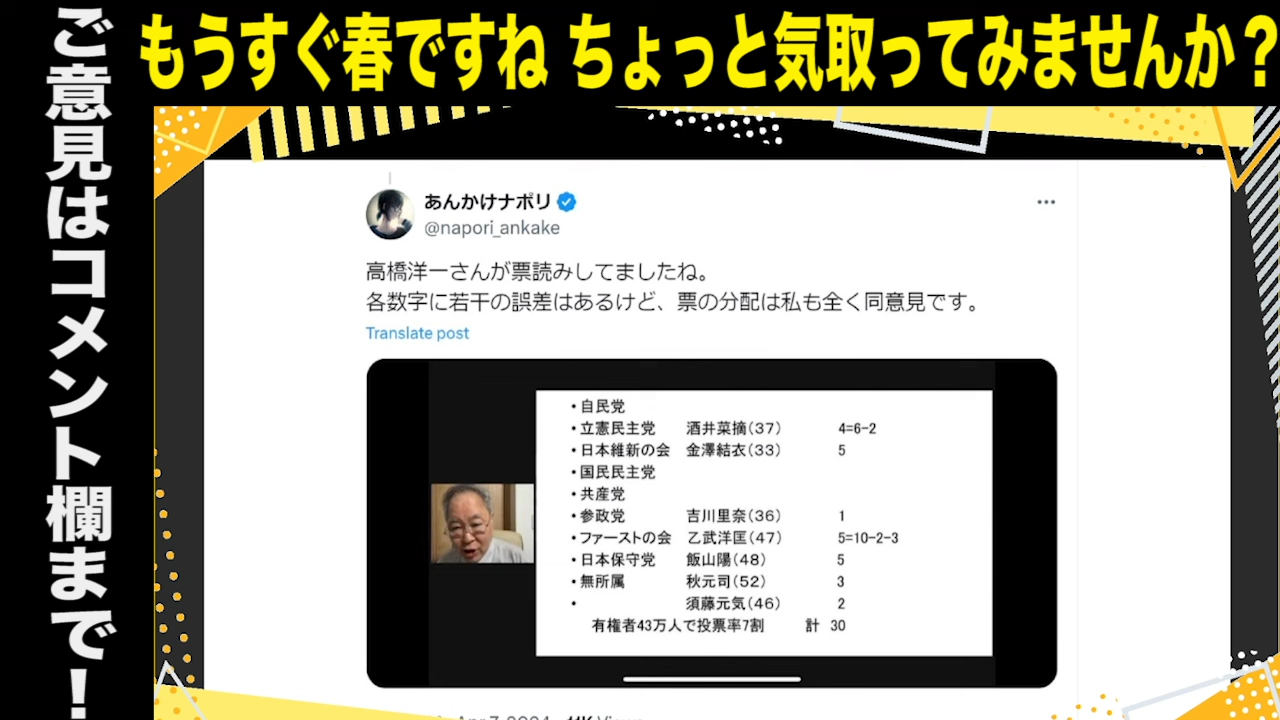 もうすぐ春ですね ちょっと気取ってみませんか？
ご意見はコメント欄まで！
あんかけナポリ
@napori_ankake
高橋洋一さんが票読みしてましたね。
各数字に若干の誤差はあるけど、票の分配は私も全く同意見です。
Translate post
・自民党
・立憲民主党 酒井菜摘(37) 4=6-2
・日本維新の会 金澤結衣(33) 5
・国民民主党
・共産党
・参政党 吉川里奈(36) 1
・ファーストの会 乙武洋匡(47) 5=10-2-3
・日本保守党 飯山陽(48) 5
・無所属 秋元司(52) 3
・ 須藤元気(46) 2
有権者43万人で投票率7割 計 30